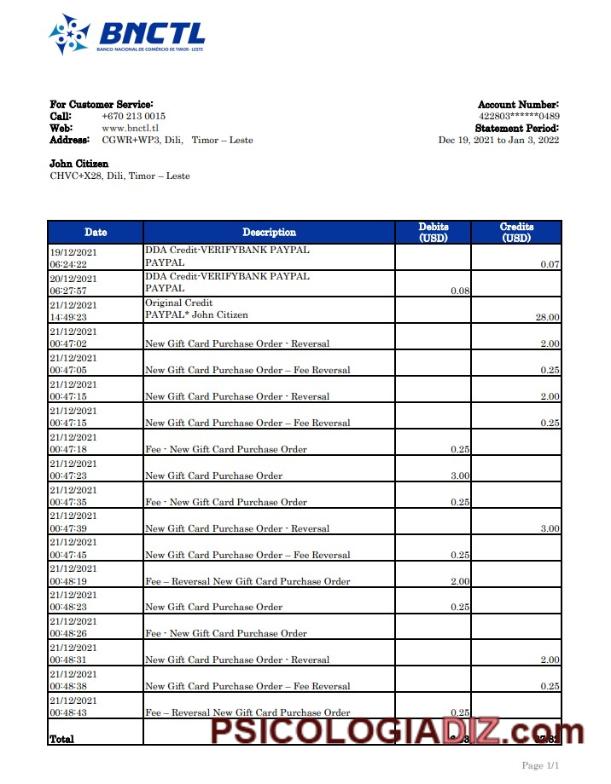 BNCTL
BANCO NACIONAL DE COMÉRCIO DE TIMOR- LESTE
For Customer Service:
Call: +670 213 0015
Web: www.bnctl.tl
Address: CGWR+WP3, Dili, Timor – Leste
Account Number:
422803******0489
Statement Period:
Dec 19, 2021 to Jan 3, 2022
John Citizen
CHVC+X28, Dili, Timor – Leste
Date Description Debits (USD) Credits (USD)
19/12/2021 DDA Credit-VERIFYBANK PAYPAL
06:24:22 PAYPAL 0.07
20/12/2021 DDA Credit-VERIFYBANK PAYPAL
06:27:57 PAYPAL 0.08
21/12/2021 Original Credit
14:49:23 PAYPAL* John Citizen 28.00
21/12/2021
00:47:02 New Gift Card Purchase Order - Reversal 2.00
21/12/2021
00:47:05 New Gift Card Purchase Order – Fee Reversal 0.25
21/12/2021
00:47:15 New Gift Card Purchase Order - Reversal 2.00
21/12/2021
00:47:15 New Gift Card Purchase Order – Fee Reversal 0.25
21/12/2021
00:47:18 Fee - New Gift Card Purchase Order 0.25
21/12/2021
00:47:23 New Gift Card Purchase Order 3.00
21/12/2021
00:47:35 Fee - New Gift Card Purchase Order 0.25
21/12/2021
00:47:39 New Gift Card Purchase Order - Reversal 3.00
21/12/2021
00:47:45 New Gift Card Purchase Order – Fee Reversal 0.25
21/12/2021
00:48:19 Fee – Reversal New Gift Card Purchase Order 2.00
21/12/2021
00:48:23 New Gift Card Purchase Order 0.25
21/12/2021
00:48:26 Fee - New Gift Card Purchase Order
21/12/2021
00:48:31 New Gift Card Purchase Order - Reversal 2.00
21/12/2021
00:48:38 New Gift Card Purchase Order – Fee Reversal 0.25
21/12/2021
00:48:43 Fee – Reversal New Gift Card Purchase Order 0.25
PSICOLOGIADIZ.com
Total
Page 1/1